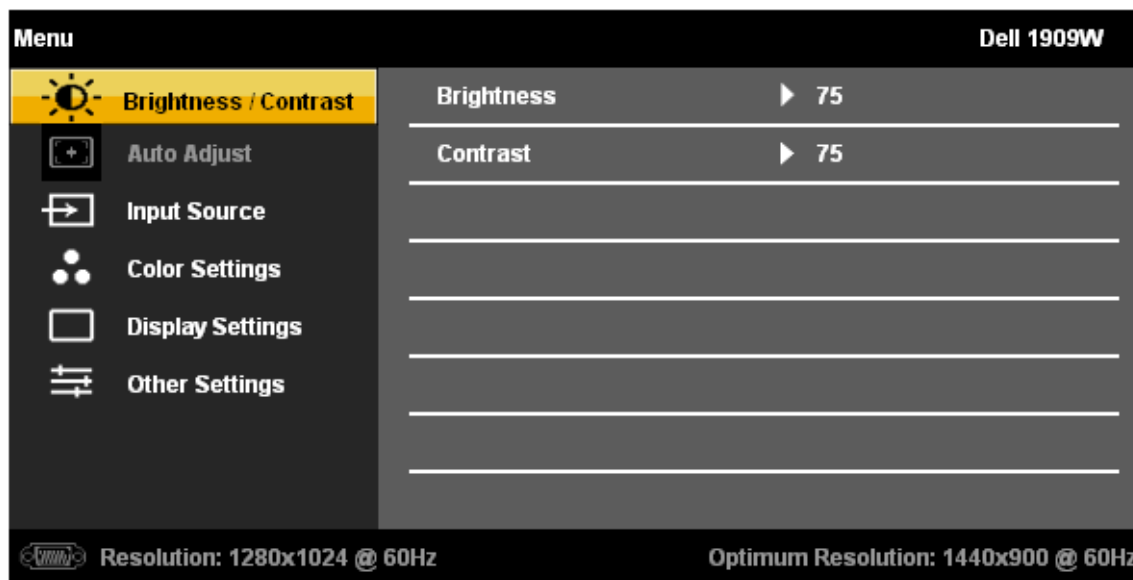 Menu Dell 1909W
Brightness / Contrast Brightness 75
Auto Adjust Contrast 75
Input Source
Color Settings
Display Settings
Other Settings
Resolution: 1280x1024 @ 60Hz Optimum Resolution: 1440x900 @ 60Hz